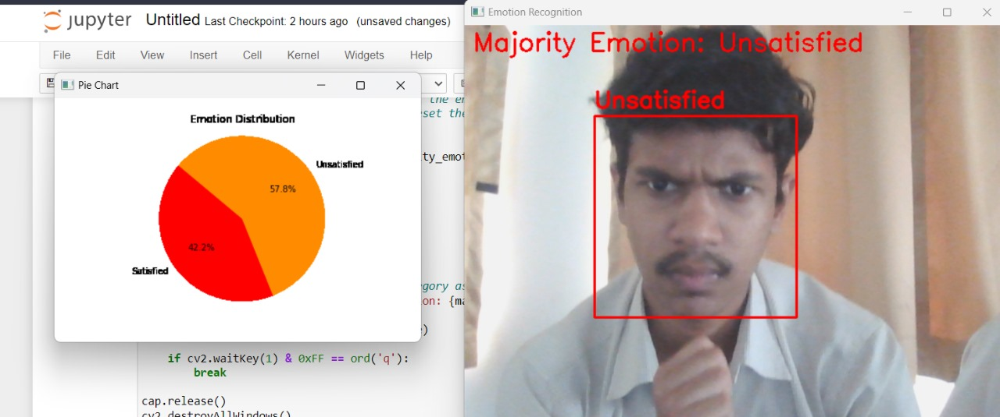 jupyter Untitled Last Checkpoint: 2 hours ago (unsaved changes)
File Edit View Insert Cell Kernel Widgets Help
Pie Chart
Emotion Distribution
Unsatisfied
57.8%
42.2%
Satisfied
the
set the
ty_emot
gory as
on: {ma
)
if cv2.waitKey(1) & 0xFF == ord('q'):
break
cap.release()
cv2.destroyAllWindows()
Emotion Recognition
Majority Emotion: Unsatisfied
Unsatisfied